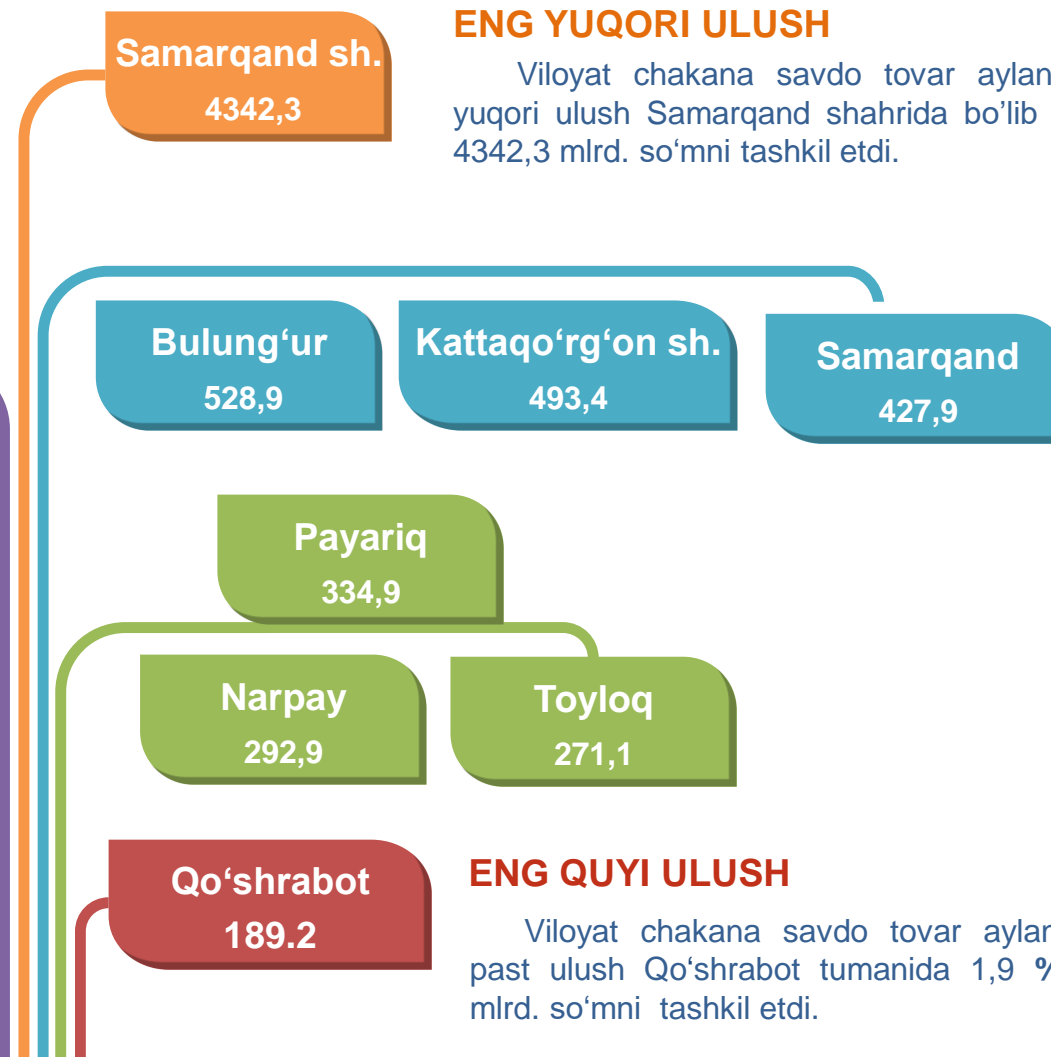 Samarqand sh.
4342,3
ENG YUQORI ULUSH
Viloyat chakana savdo tovar aylan
yuqori ulush Samarqand shahrida bo'lib
4342,3 mlrd. so‘mni tashkil etdi.
Bulung‘ur
528,9
Kattaqo‘rg‘on sh.
493,4
Samarqand
427,9
Payariq
334,9
Narpay
292,9
Toyloq
271,1
Qo‘shrabot
189.2
ENG QUYI ULUSH
Viloyat chakana savdo tovar aylan
past ulush Qo‘shrabot tumanida 1,9 %
mlrd. so‘mni tashkil etdi.